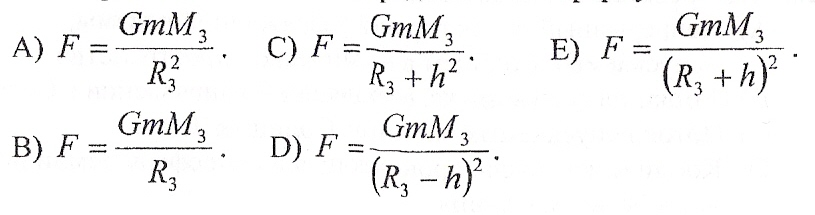 A) F = GmM₃ / R₃². C) F = GmM₃ / R₃ + h². E) F = GmM₃ / (R₃ + h)².
B) F = GmM₃ / R₃. D) F = GmM₃ / (R₃ − h)².